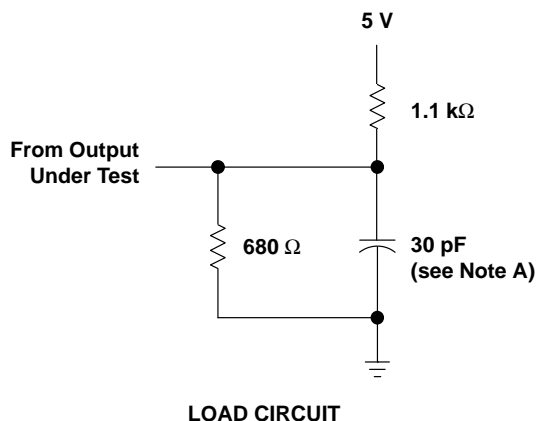 5 V
1.1 kΩ
From Output
Under Test
680 Ω
30 pF
(see Note A)
LOAD CIRCUIT